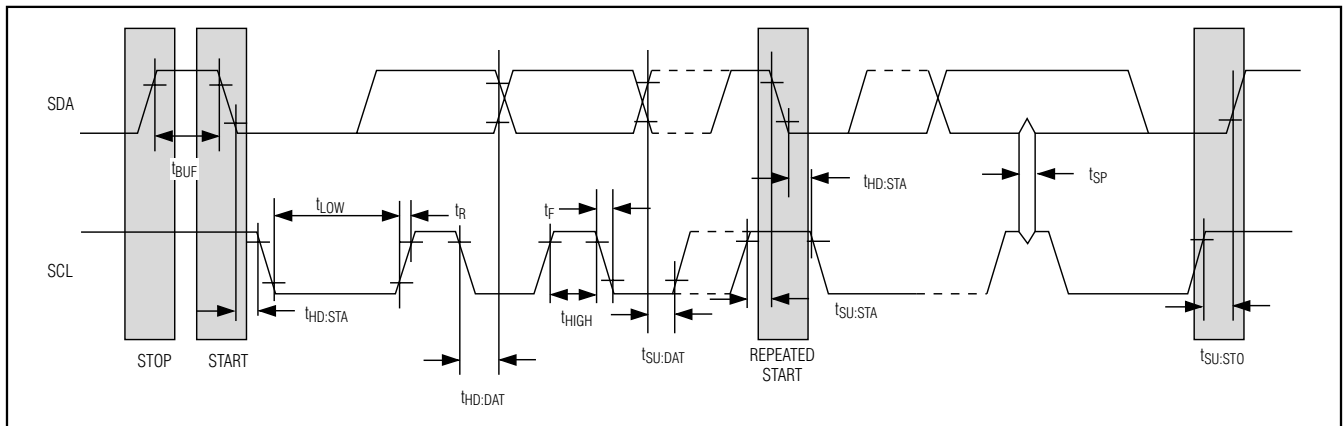 SDA
tBUF
tLOW
tR
tF
tHD:STA
tSP
SCL
tHD:STA
tHIGH
tSU:STA
tSU:DAT
tSU:STO
STOP
START
REPEATED
START
tHD:DAT